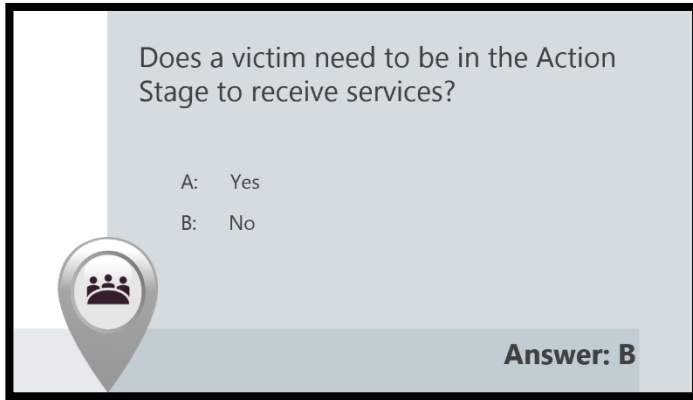 Does a victim need to be in the Action
Stage to receive services?
A: Yes
B: No
Answer: B